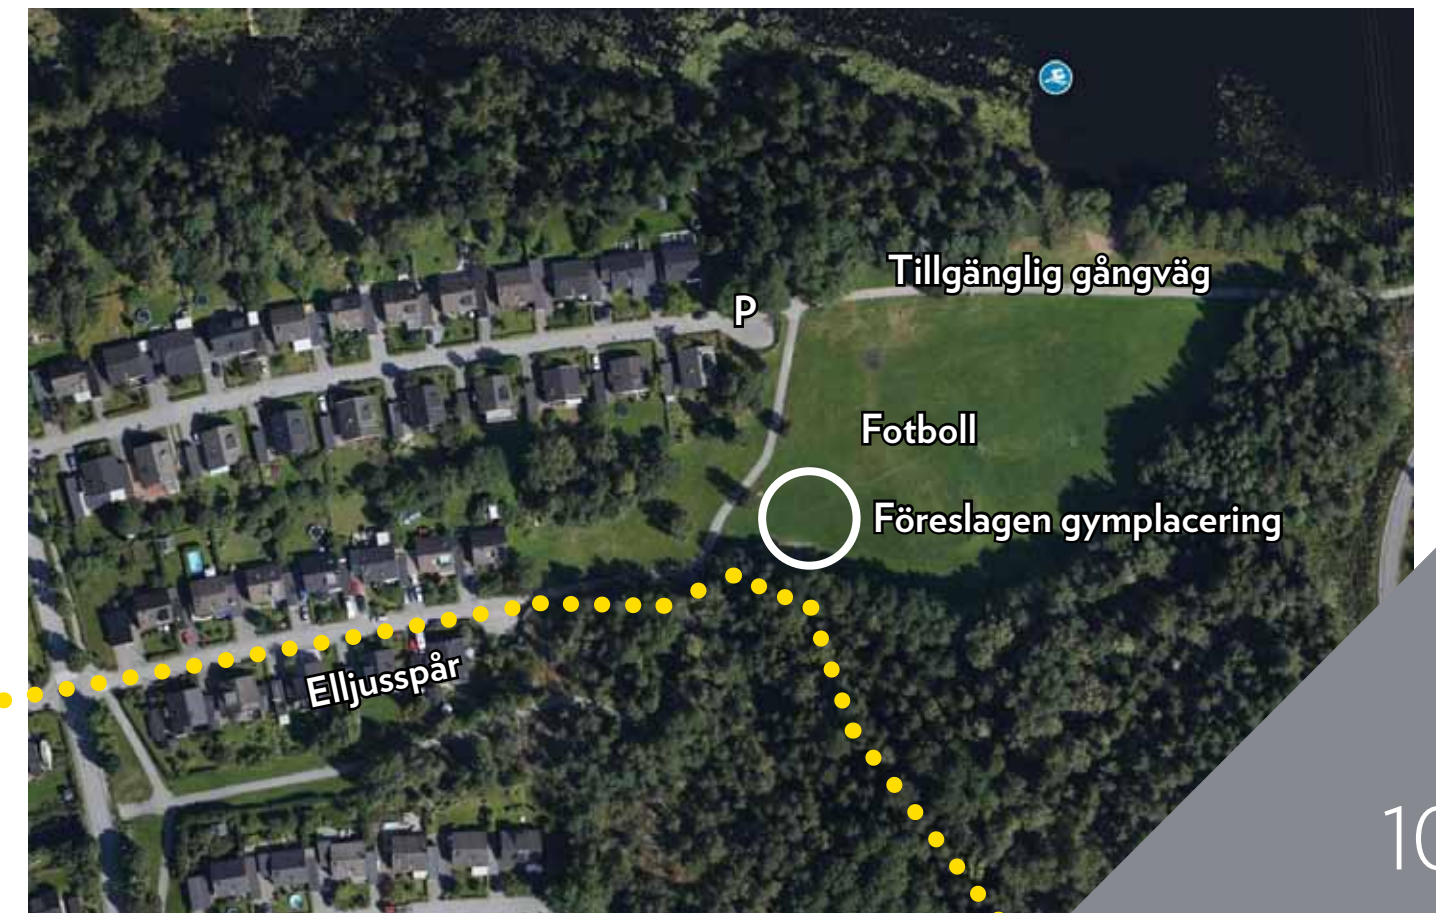 Tillgänglig gångväg
P
Fotboll
Föreslagen gymplacering
Elljusspår
10